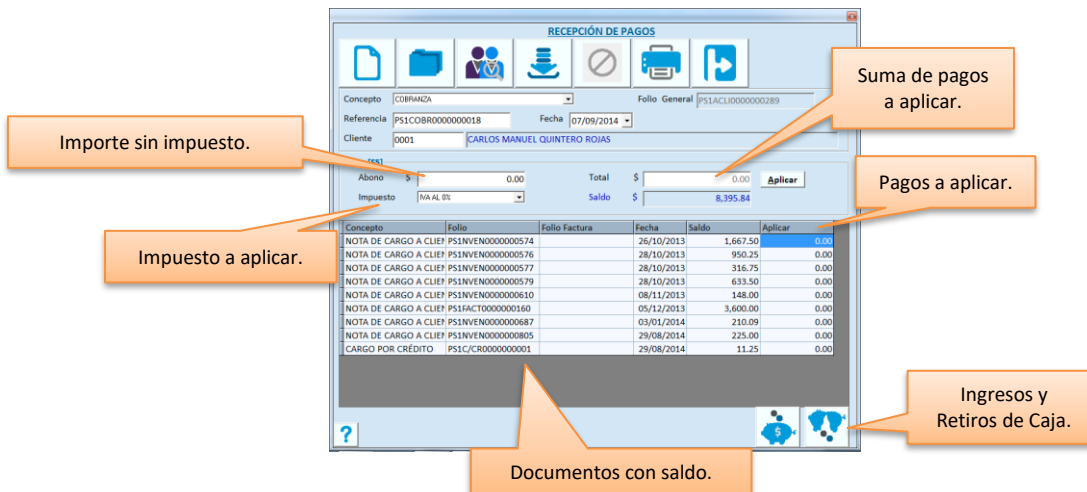 RECEPCIÓN DE PAGOS
Suma de pagos
a aplicar.
Concepto COBRANZA Folio General PS1ACLI0000000289
Referencia PS1COBR0000000018 Fecha 07/09/2014
Cliente 0001 CARLOS MANUEL QUINTERO ROJAS
Importe sin impuesto.
[$$]
Abono $ 0.00 Total $ 0.00 Aplicar
Impuesto IVA AL 0% Saldo $ 8,395.84
Pagos a aplicar.
Impuesto a aplicar.
Concepto Folio Folio Factura Fecha Saldo Aplicar
NOTA DE CARGO A CLIEN PS1NVEN0000000574 26/10/2013 1,667.50 0.00
NOTA DE CARGO A CLIEN PS1NVEN0000000576 28/10/2013 950.25 0.00
NOTA DE CARGO A CLIEN PS1NVEN0000000577 28/10/2013 316.75 0.00
NOTA DE CARGO A CLIEN PS1NVEN0000000579 28/10/2013 633.50 0.00
NOTA DE CARGO A CLIEN PS1NVEN0000000610 08/11/2013 148.00 0.00
NOTA DE CARGO A CLIEN PS1FACT0000000160 05/12/2013 3,600.00 0.00
NOTA DE CARGO A CLIEN PS1NVEN0000000687 03/01/2014 210.09 0.00
NOTA DE CARGO A CLIEN PS1NVEN0000000805 29/08/2014 225.00 0.00
CARGO POR CRÉDITO PS1C/CR0000000001 29/08/2014 11.25 0.00
Ingresos y
Retiros de Caja.
?
$
Documentos con saldo.